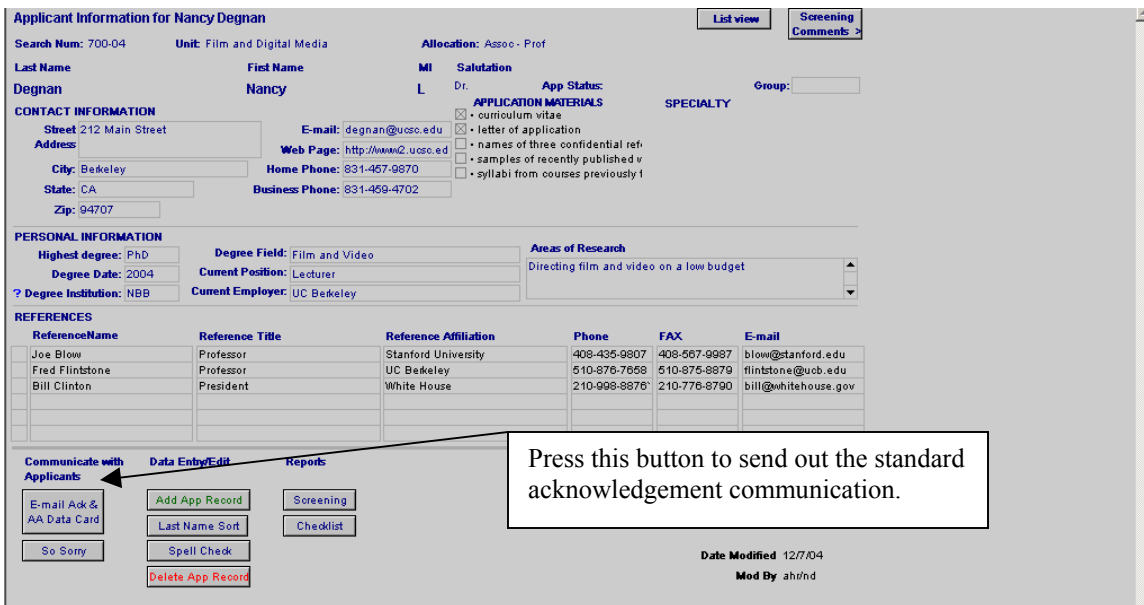 Applicant Information for Nancy Degnan
List view
Screening
Comments >
Search Num: 700-04 Unit: Film and Digital Media Allocation: Assoc - Prof
Last Name First Name MI Salutation
Degnan Nancy L Dr. App Status: Group:
CONTACT INFORMATION
Street 212 Main Street
Address
City: Berkeley
State: CA
Zip: 94707
E-mail: degnan@ucsc.edu
Web Page: http://www2.ucsc.ed
Home Phone: 831-457-9870
Business Phone: 831-459-4702
APPLICATION MATERIALS
• curriculum vitae
• letter of application
• names of three confidential ref
• samples of recently published
• syllabi from courses previously
SPECIALTY
PERSONAL INFORMATION
Highest degree: PhD
Degree Date: 2004
? Degree Institution: NBB
Degree Field: Film and Video
Current Position: Lecturer
Current Employer: UC Berkeley
Areas of Research
Directing film and video on a low budget
REFERENCES
ReferenceName Reference Title Reference Affiliation Phone FAX E-mail
Joe Blow Professor Stanford University 408-435-9807 408-567-9987 blow@stanford.edu
Fred Flintstone Professor UC Berkeley 510-876-7658 510-875-8879 flintstone@ucb.edu
Bill Clinton President White House 210-998-8876` 210-776-8790 bill@whitehouse.gov
Communicate with
Applicants
E-mail Ack &
AA Data Card
So Sorry
Data Entry/Edit
Add App Record
Last Name Sort
Spell Check
Delete App Record
Reports
Screening
Checklist
Press this button to send out the standard
acknowledgement communication.
Date Modified 12/7/04
Mod By ahr/nd